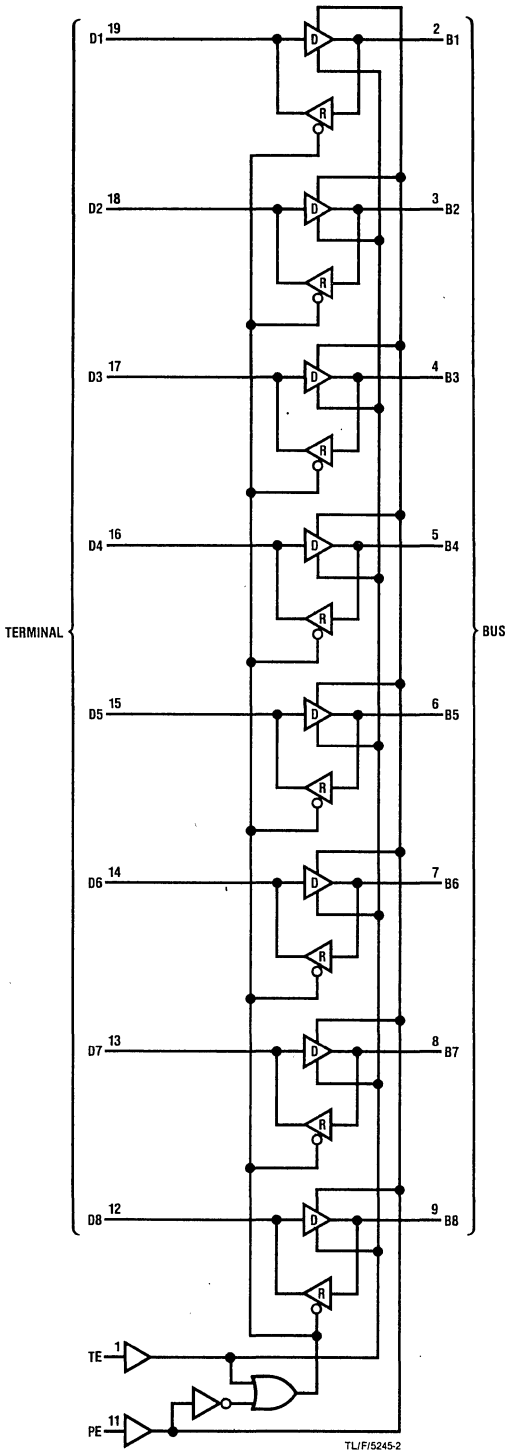 D1 19 D 2 B1
R
D2 18 D 3 B2
R
D3 17 D 4 B3
R
D4 16 D 5 B4
R
TERMINAL BUS
D5 15 D 6 B5
R
D6 14 D 7 B6
R
D7 13 D 8 B7
R
D8 12 D 9 B8
R
TE 1
PE 11
TL/F/5245-2